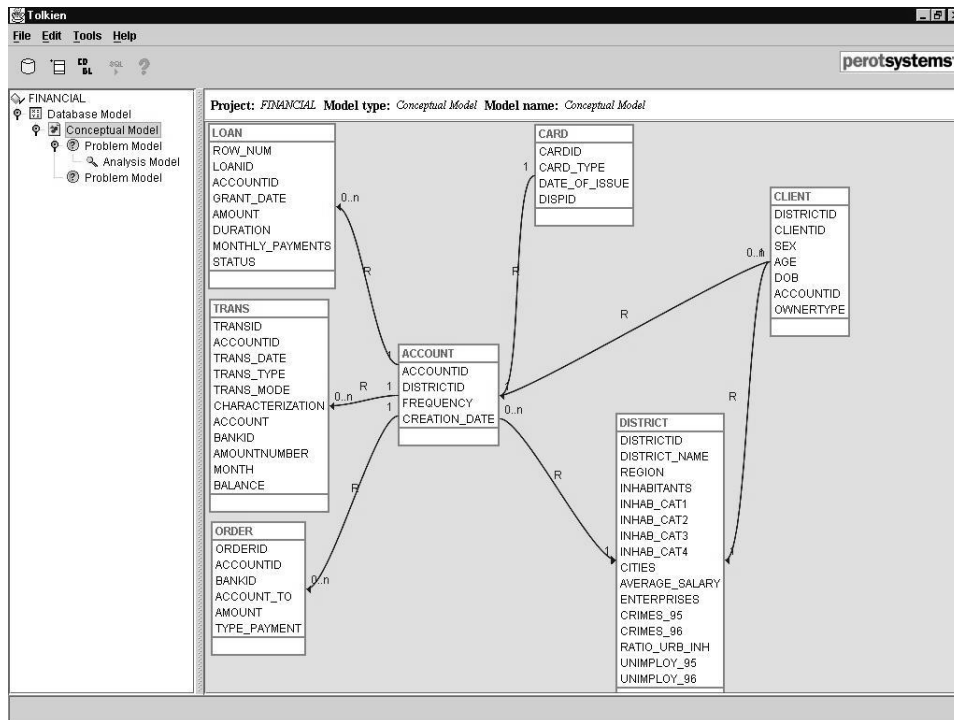 Tolkien
File Edit Tools Help
SQL
?
perotsystems
FINANCIAL
Database Model
Conceptual Model
Problem Model
Analysis Model
Problem Model
Project: FINANCIAL Model type: Conceptual Model Model name: Conceptual Model
LOAN
ROW_NUM
LOANID
ACCOUNTID
GRANT_DATE
AMOUNT
DURATION
MONTHLY_PAYMENTS
STATUS
0..n
R
1
CARD
CARDID
CARD_TYPE
DATE_OF_ISSUE
DISPID
1
R
CLIENT
DISTRICTID
CLIENTID
SEX
AGE
DOB
ACCOUNTID
OWNERTYPE
R
R
TRANS
TRANSID
ACCOUNTID
TRANS_DATE
TRANS_TYPE
TRANS_MODE
CHARACTERIZATION
ACCOUNT
BANKID
AMOUNTNUMBER
MONTH
BALANCE
0..n
R
1
1
ACCOUNT
ACCOUNTID
DISTRICTID
FREQUENCY
CREATION_DATE
0..n
R
1
DISTRICT
DISTRICTID
DISTRICT_NAME
REGION
INHABITANTS
INHAB_CAT1
INHAB_CAT2
INHAB_CAT3
INHAB_CAT4
CITIES
AVERAGE_SALARY
ENTERPRISES
CRIMES_95
CRIMES_96
RATIO_URB_INH
UNIMPLOY_95
UNIMPLOY_96
ORDER
ORDERID
ACCOUNTID
BANKID
ACCOUNT_TO
AMOUNT
TYPE_PAYMENT
0..n
R